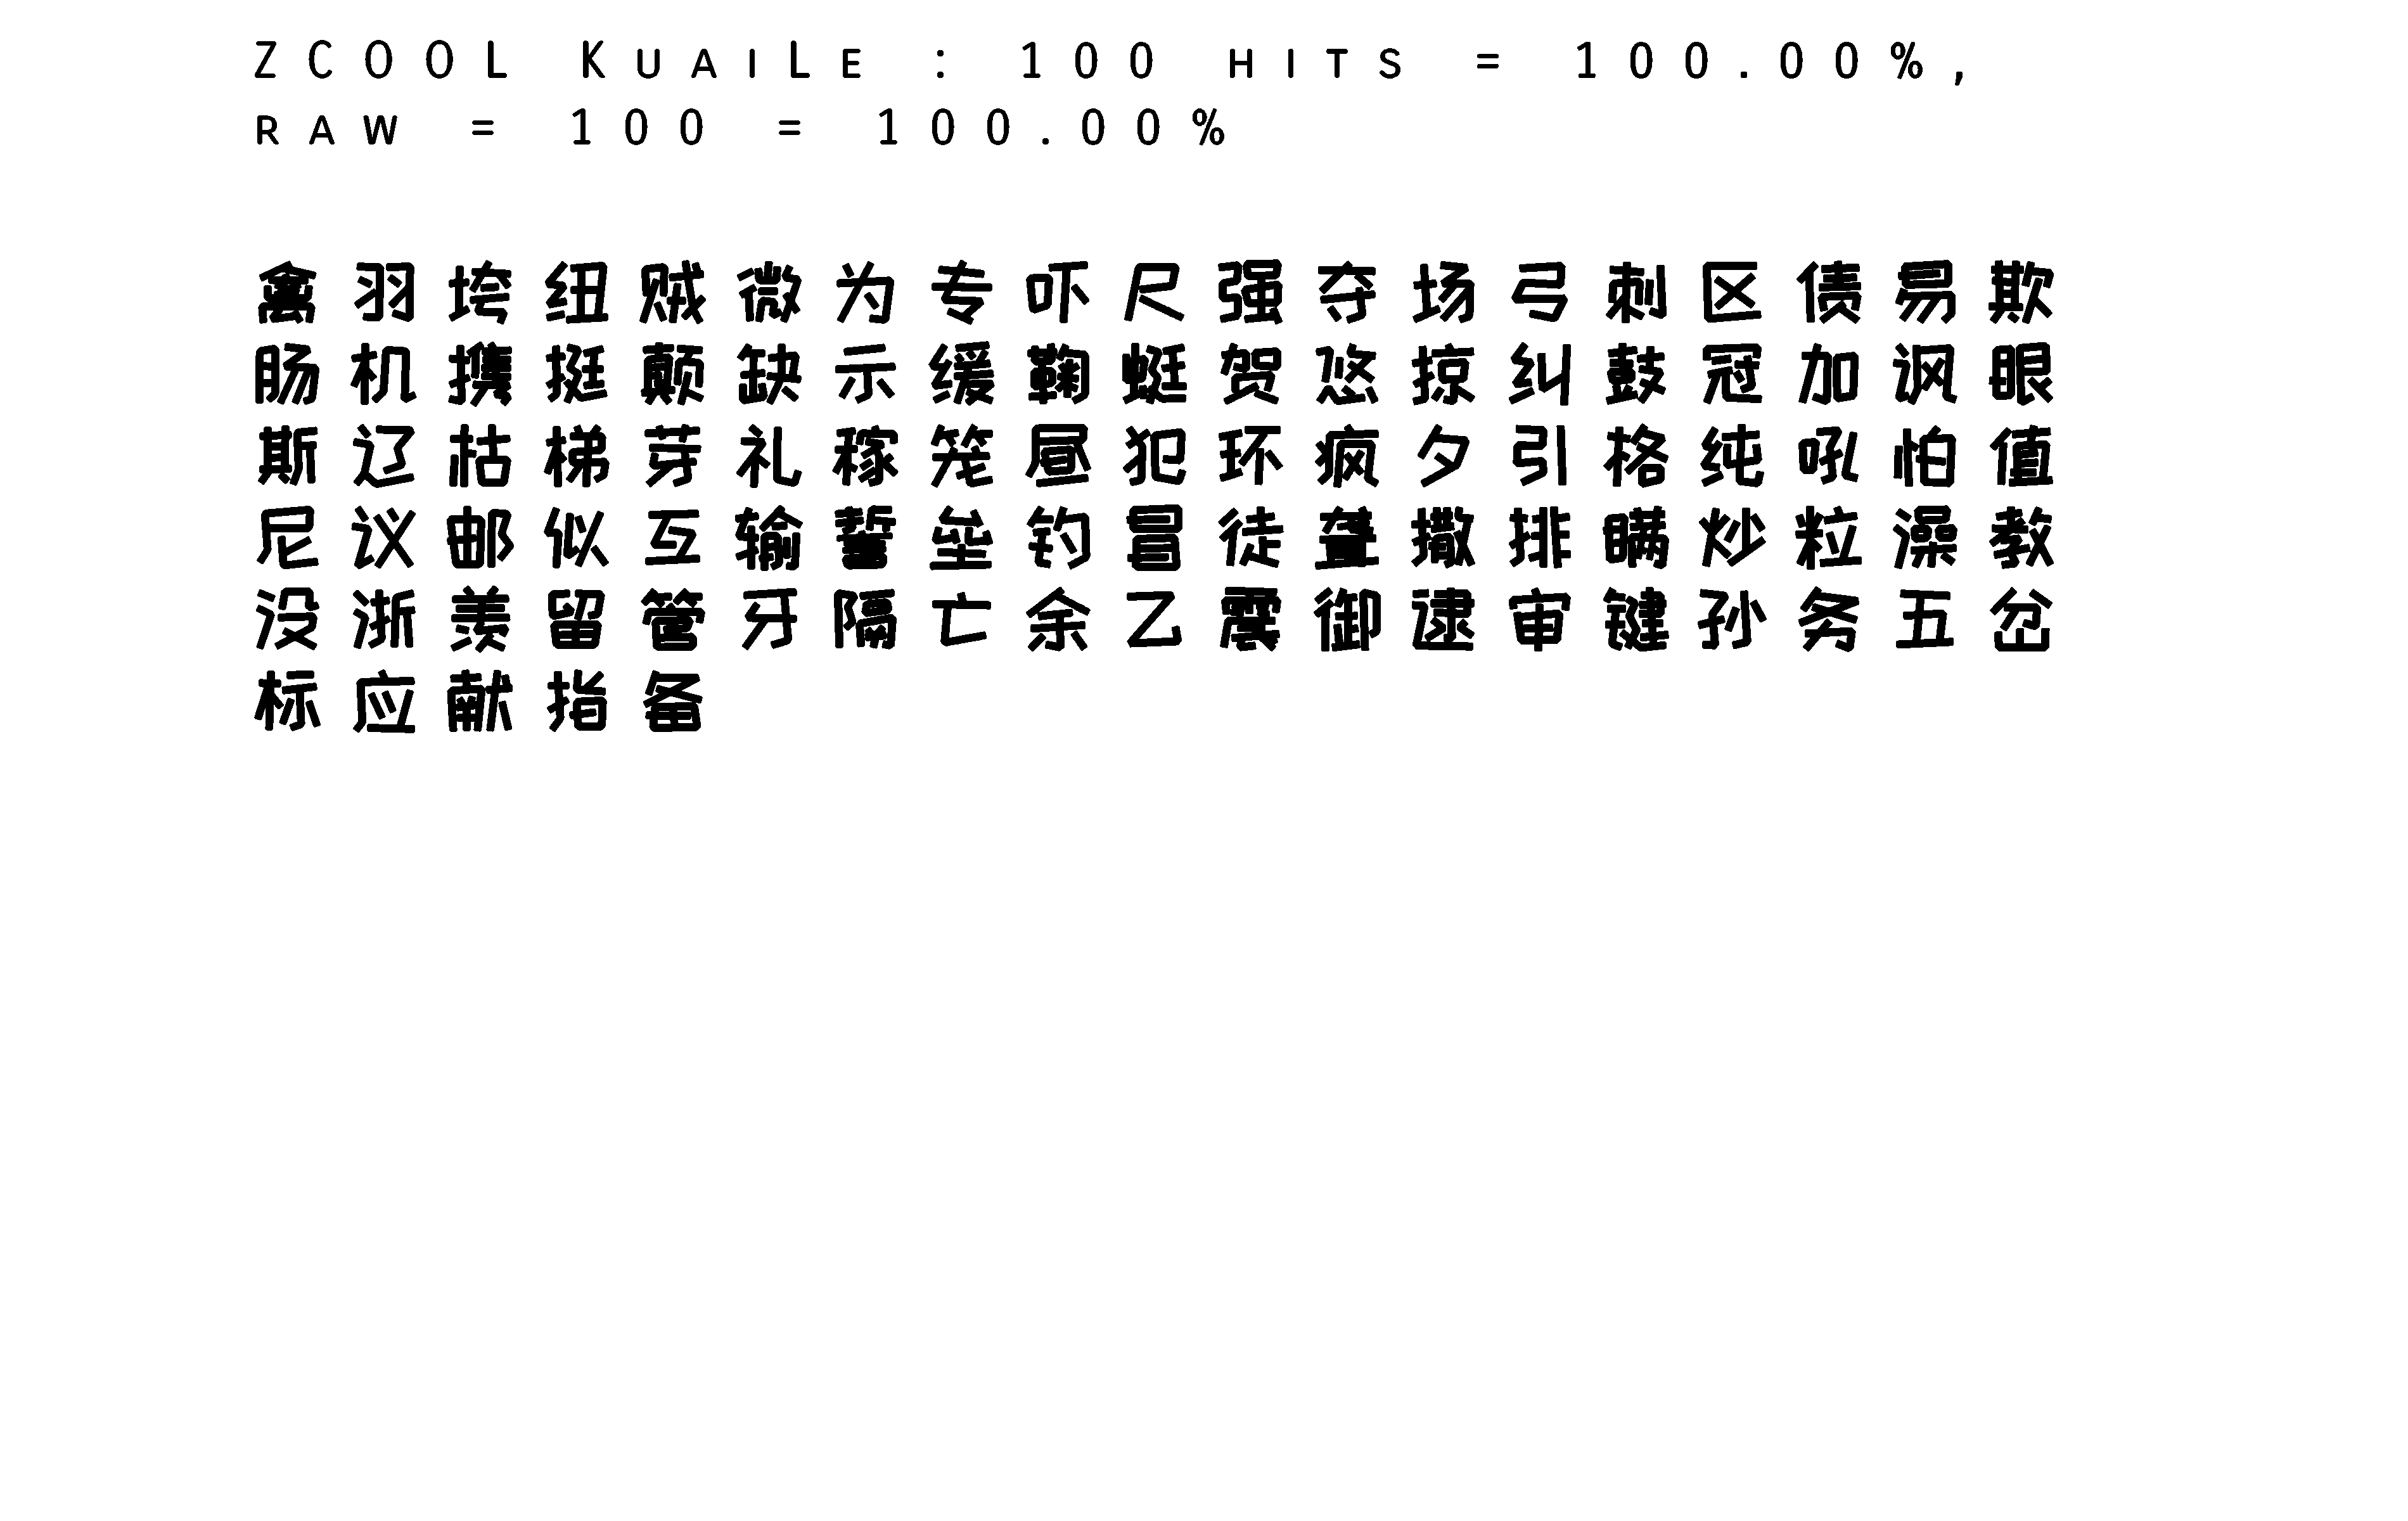 ZCOOL KuaiLe : 100 hits = 100.00%,
raw = 100 = 100.00%
禽羽垮纽贼微为专吓尺强夺场弓刺区债易欺
肠机携挺颠缺示缓鞠蜓贺悠掠纠鼓冠加讽眼
斯辽枯梯芽礼稼笼昼犯环疯夕引格纯吼怕值
尼议邮似互输誓垒钓冒徒叠撒排瞒炒粒澡教
没浙羡留管牙隔亡余乙震御逮审键孙务五岔
标应献指备